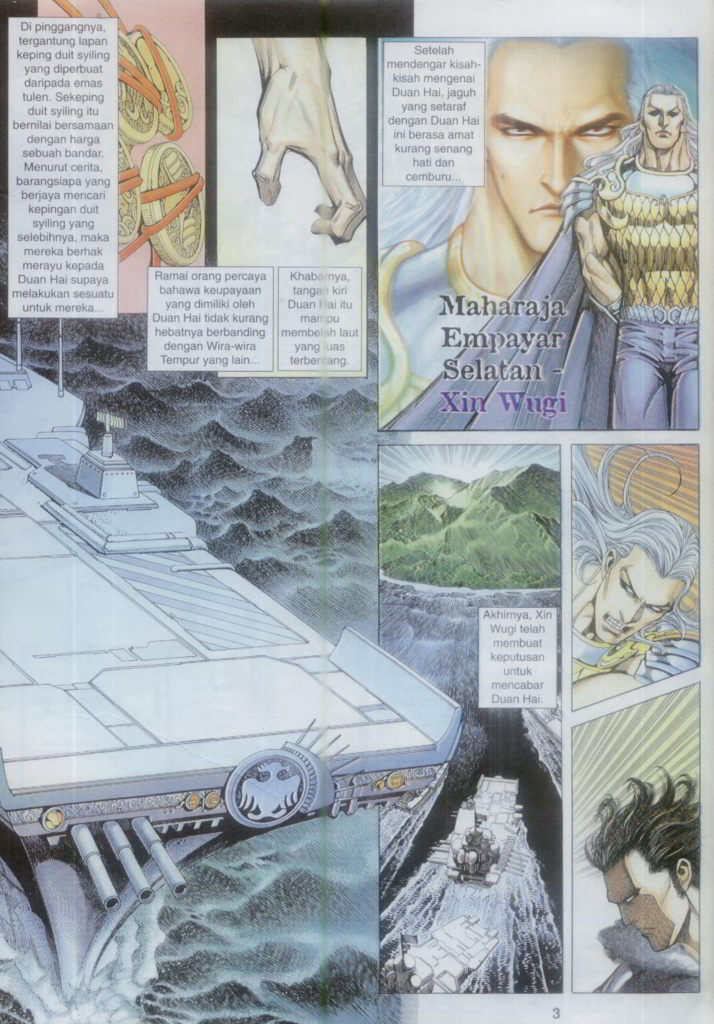 Di pinggangnya,
tergantung lapan
keping duit syiling
yang diperbuat
daripada emas
tulen. Sekeping
duit syiling itu
bernilai bersamaan
dengan harga
sebuah bandar.
Menurut cerita,
barangsiapa yang
berjaya mencari
kepingan duit
syiling yang
selebihnya, maka
mereka berhak
merayu kepada
Duan Hai supaya
melakukan sesuatu
untuk mereka...
Ramai orang percaya
bahawa keupayaan
yang dimiliki oleh
Duan Hai tidak kurang
hebatnya berbanding
dengan Wira-wira
Tempur yang lain...
Khabarnya,
tangan kiri
Duan Hai itu
mampu
membelah laut
yang luas
terbentang.
Setelah
mendengar kisah-
kisah mengenai
Duan Hai, jaguh
yang setaraf
dengan Duan Hai
ini berasa amat
kurang senang
hati dan
cemburu...
Maharaja
Empayar
Selatan -
Xin Wugi
Akhirnya, Xin
Wugi telah
membuat
keputusan
untuk
mencabar
Duan Hai.
3